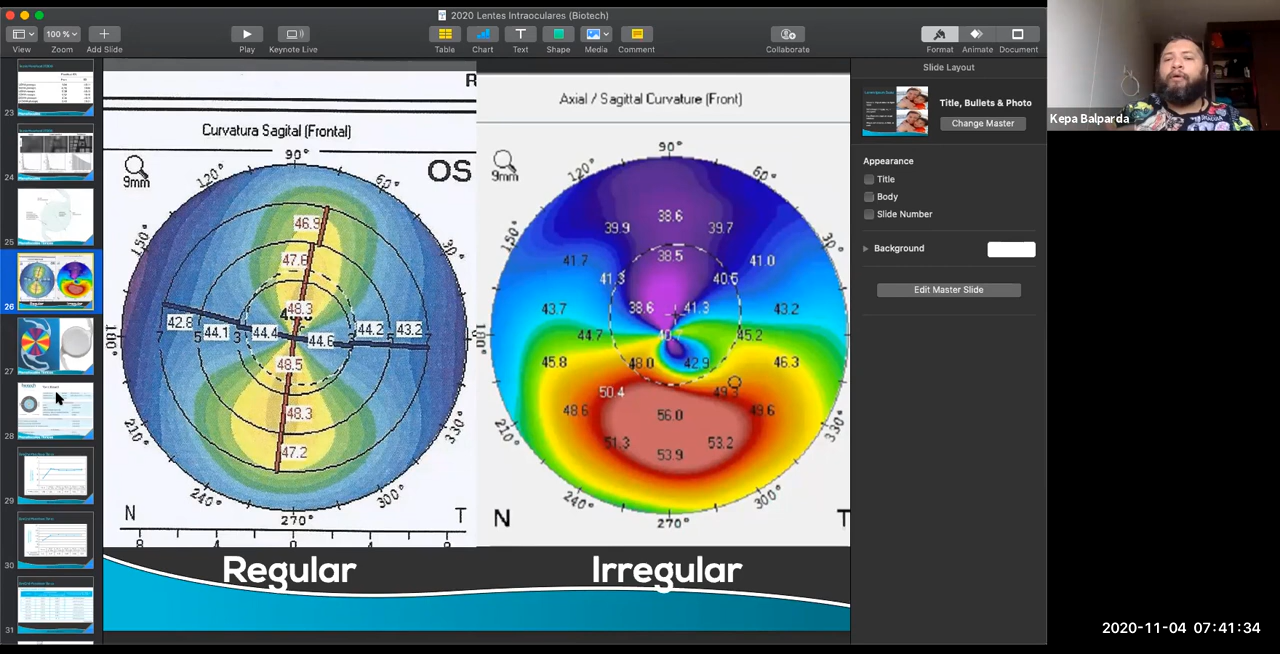 2020 Lentes Intraoculares (Biotech)
View
100 %
Zoom
Add Slide
Play
Keynote Live
Table
Chart
Text
Shape
Media
Comment
Collaborate
Format
Animate
Document
Slide Layout
Title, Bullets & Photo
Change Master
Appearance
Title
Body
Slide Number
Background
Edit Master Slide
23
24
25
26
27
28
29
30
31
R
Curvatura Sagital (Frontal)
9mm
OS
90°
120°
60°
150°
210°
240°
270°
300°
330°
46.9
47.6
48.3
42.8
44.1
44.4
44.6
44.2
43.2
48.5
48.3
47.2
N
T
8
4
0
4
8
Regular
Axial / Sagittal Curvature (Front)
9mm
90°
120°
60°
150°
30°
38.6
39.9
39.7
38.5
41.7
41.0
41.3
40.5
38.6
41.3
43.7
43.2
44.7
45.2
45.8
48.0
42.9
46.3
50.4
49.3
48.6
56.0
49.6
51.3
53.2
53.9
210°
240°
270°
300°
330°
N
T
Irregular
Kepa Balparda
2020-11-04 07:41:34